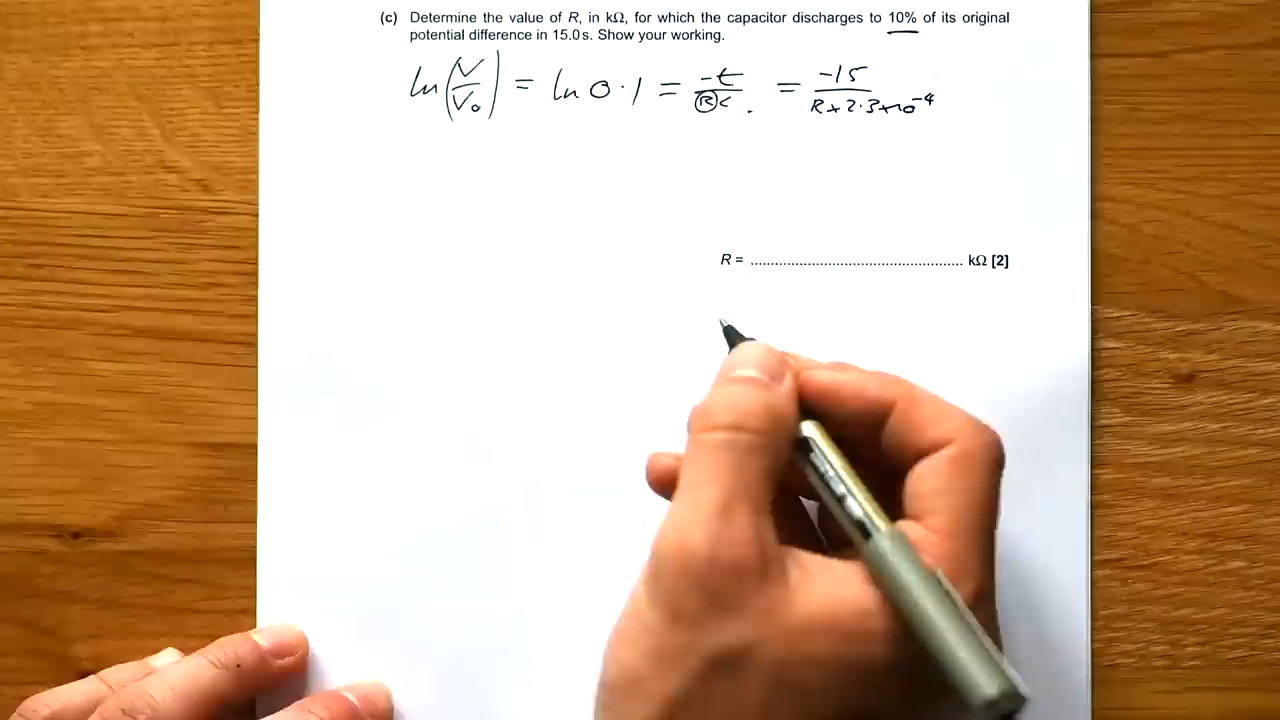 (c) Determine the value of R, in kΩ, for which the capacitor discharges to 10% of its original
potential difference in 15.0 s. Show your working.
ln(V/V₀) = ln 0·1 = -t/RC . = -15/R×2·3×10⁻⁴
R = .................................................. kΩ [2]